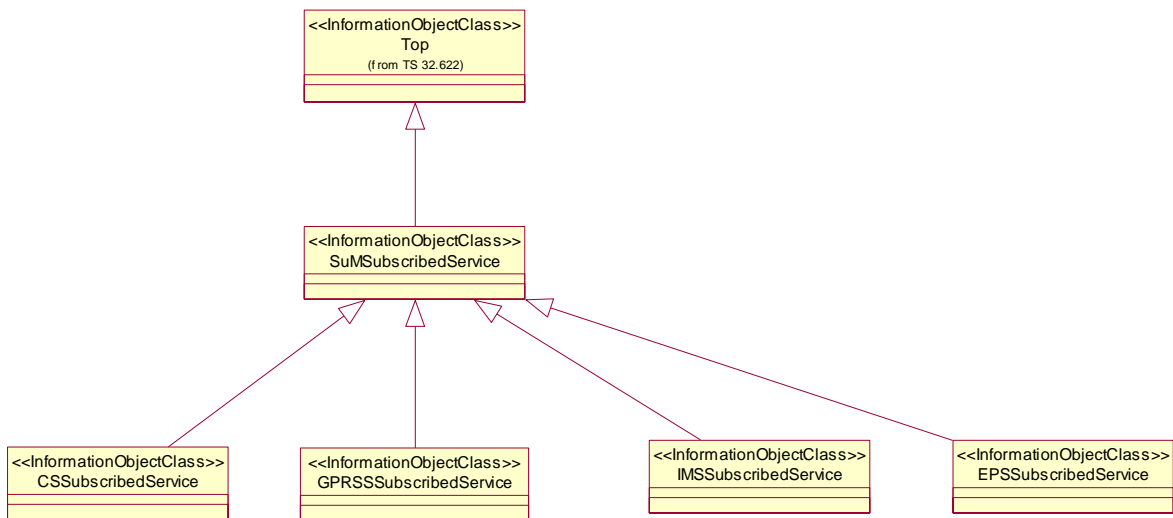 <<InformationObjectClass>>
Top
(from TS 32.622)
<<InformationObjectClass>>
SuMSubscribedService
<<InformationObjectClass>>
CSSubscribedService
<<InformationObjectClass>>
GPRSSSubscribedService
<<InformationObjectClass>>
IMSSubscribedService
<<InformationObjectClass>>
EPSSubscribedService